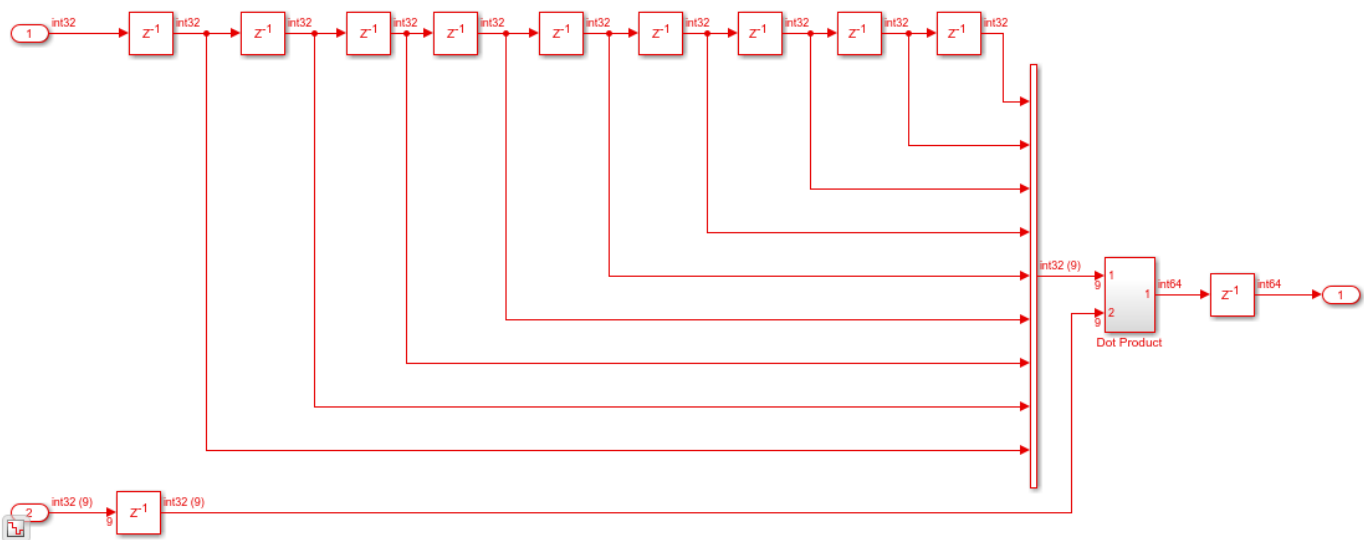 int32 int32 int32 int32 int32 int32 int32 int32 int32 int32
1 z-1 z-1 z-1 z-1 z-1 z-1 z-1 z-1 z-1
int32 (9)
1 int64 int64
9 1 z-1 1
2
9
Dot Product
int32 (9) int32 (9)
2 z-1
9